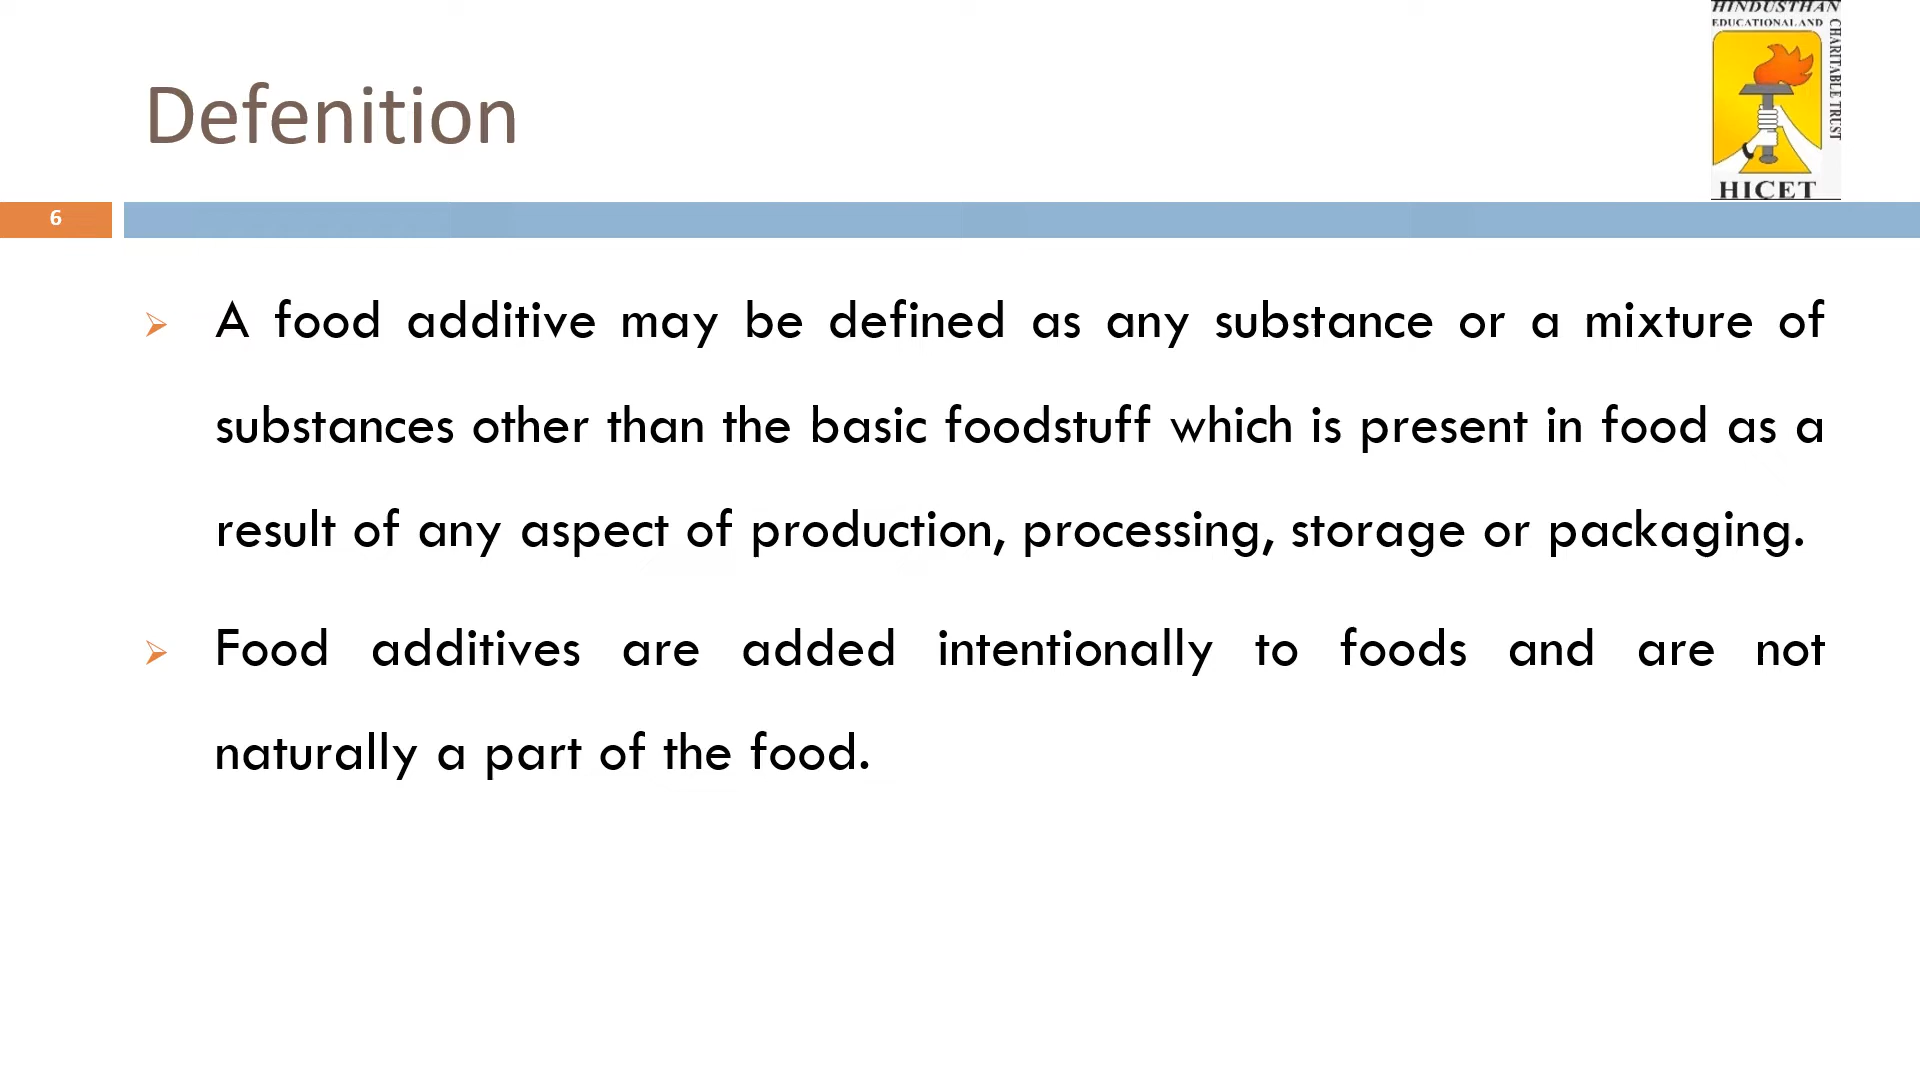 HINDUSTHAN
EDUCATIONAL AND
CHARITABLE TRUST
HICET
Defenition
6
A food additive may be defined as any substance or a mixture of
substances other than the basic foodstuff which is present in food as a
result of any aspect of production, processing, storage or packaging.
Food additives are added intentionally to foods and are not
naturally a part of the food.